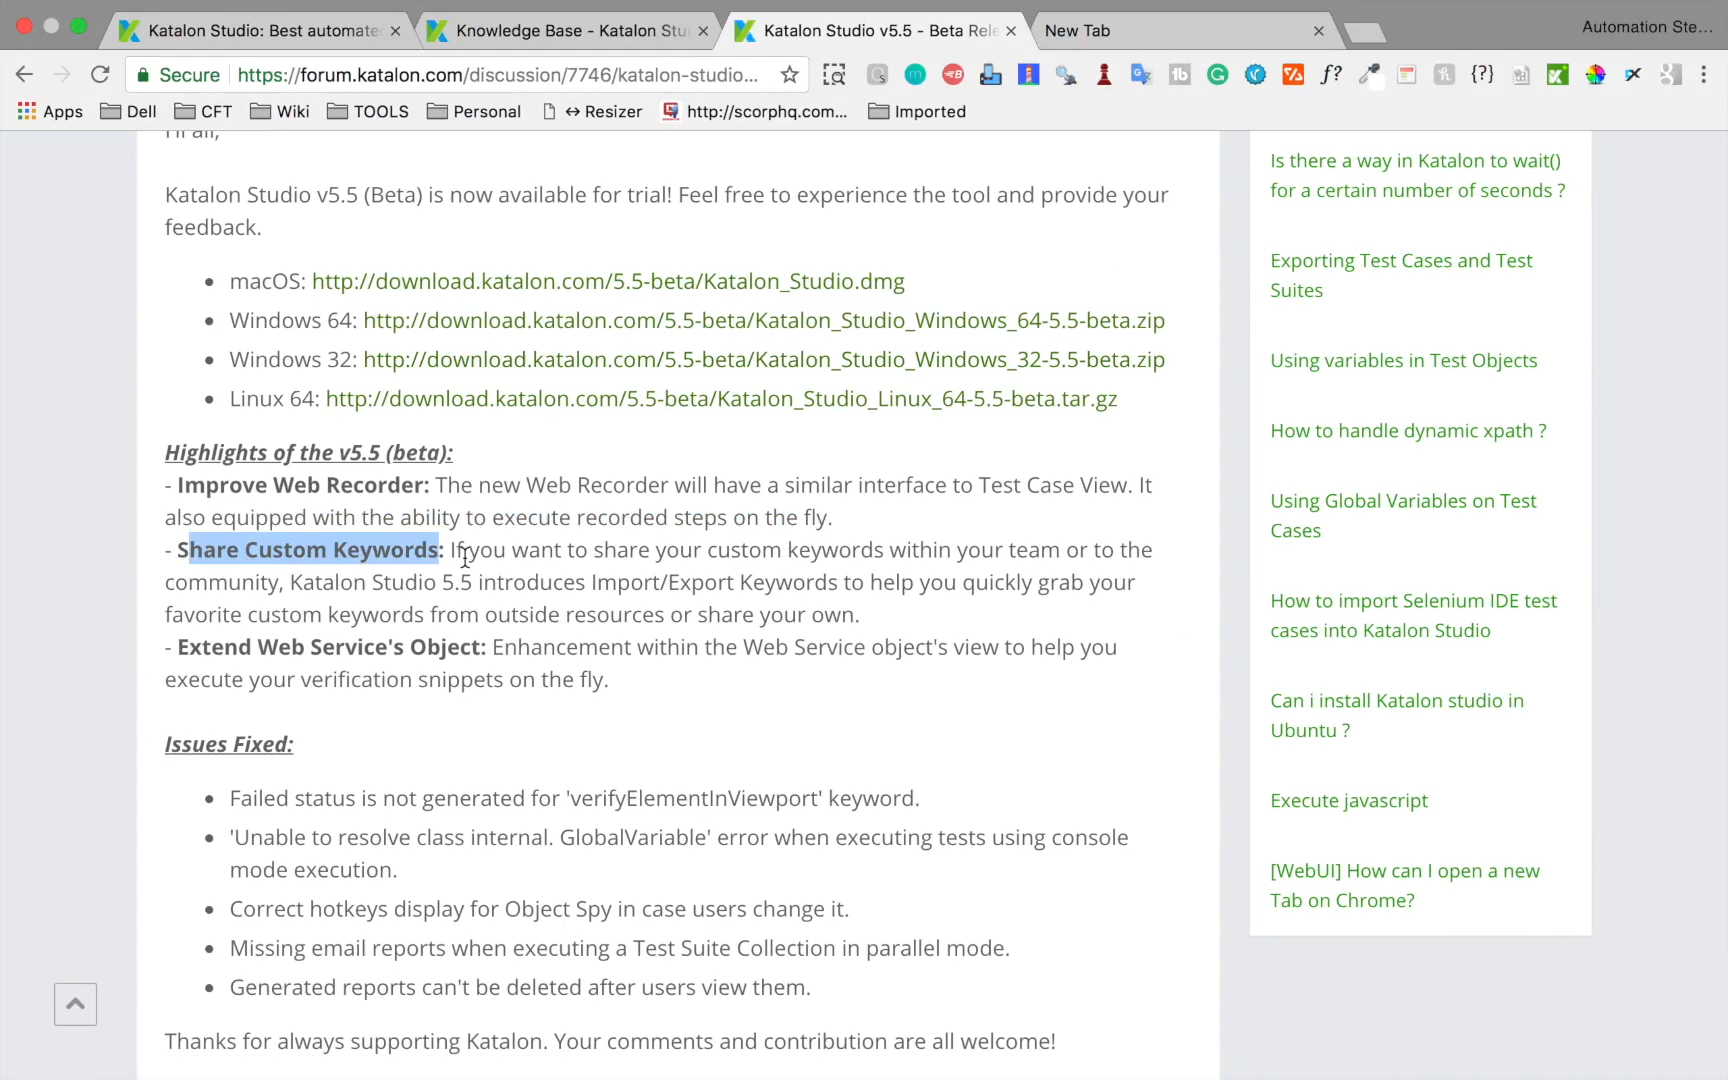 Katalon Studio: Best automate
Knowledge Base - Katalon Stu
Katalon Studio v5.5 - Beta Rele
New Tab
Automation Ste...
Secure
https://forum.katalon.com/discussion/7746/katalon-studio...
Apps
Dell
CFT
Wiki
TOOLS
Personal
↔ Resizer
http://scorphq.com...
Imported
Hi all,
Katalon Studio v5.5 (Beta) is now available for trial! Feel free to experience the tool and provide your
feedback.
• macOS: http://download.katalon.com/5.5-beta/Katalon_Studio.dmg
• Windows 64: http://download.katalon.com/5.5-beta/Katalon_Studio_Windows_64-5.5-beta.zip
• Windows 32: http://download.katalon.com/5.5-beta/Katalon_Studio_Windows_32-5.5-beta.zip
• Linux 64: http://download.katalon.com/5.5-beta/Katalon_Studio_Linux_64-5.5-beta.tar.gz
Highlights of the v5.5 (beta):
- Improve Web Recorder: The new Web Recorder will have a similar interface to Test Case View. It
also equipped with the ability to execute recorded steps on the fly.
- Share Custom Keywords: If you want to share your custom keywords within your team or to the
community, Katalon Studio 5.5 introduces Import/Export Keywords to help you quickly grab your
favorite custom keywords from outside resources or share your own.
- Extend Web Service's Object: Enhancement within the Web Service object's view to help you
execute your verification snippets on the fly.
Issues Fixed:
• Failed status is not generated for 'verifyElementInViewport' keyword.
• 'Unable to resolve class internal. GlobalVariable' error when executing tests using console
mode execution.
• Correct hotkeys display for Object Spy in case users change it.
• Missing email reports when executing a Test Suite Collection in parallel mode.
• Generated reports can't be deleted after users view them.
Thanks for always supporting Katalon. Your comments and contribution are all welcome!
Is there a way in Katalon to wait()
for a certain number of seconds ?
Exporting Test Cases and Test
Suites
Using variables in Test Objects
How to handle dynamic xpath ?
Using Global Variables on Test
Cases
How to import Selenium IDE test
cases into Katalon Studio
Can i install Katalon studio in
Ubuntu ?
Execute javascript
[WebUI] How can I open a new
Tab on Chrome?